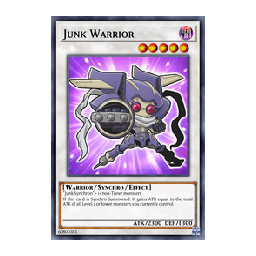 JUNK WARRIOR
[WARRIOR / SYNCHRO / EFFECT]
"Junk Synchron" + 1+ non-Tuner monsters
If this card is Synchro Summoned: It gains ATK equal to the total
ATK of all Level 2 or lower monsters you currently control.
ATK/2300 DEF/1300